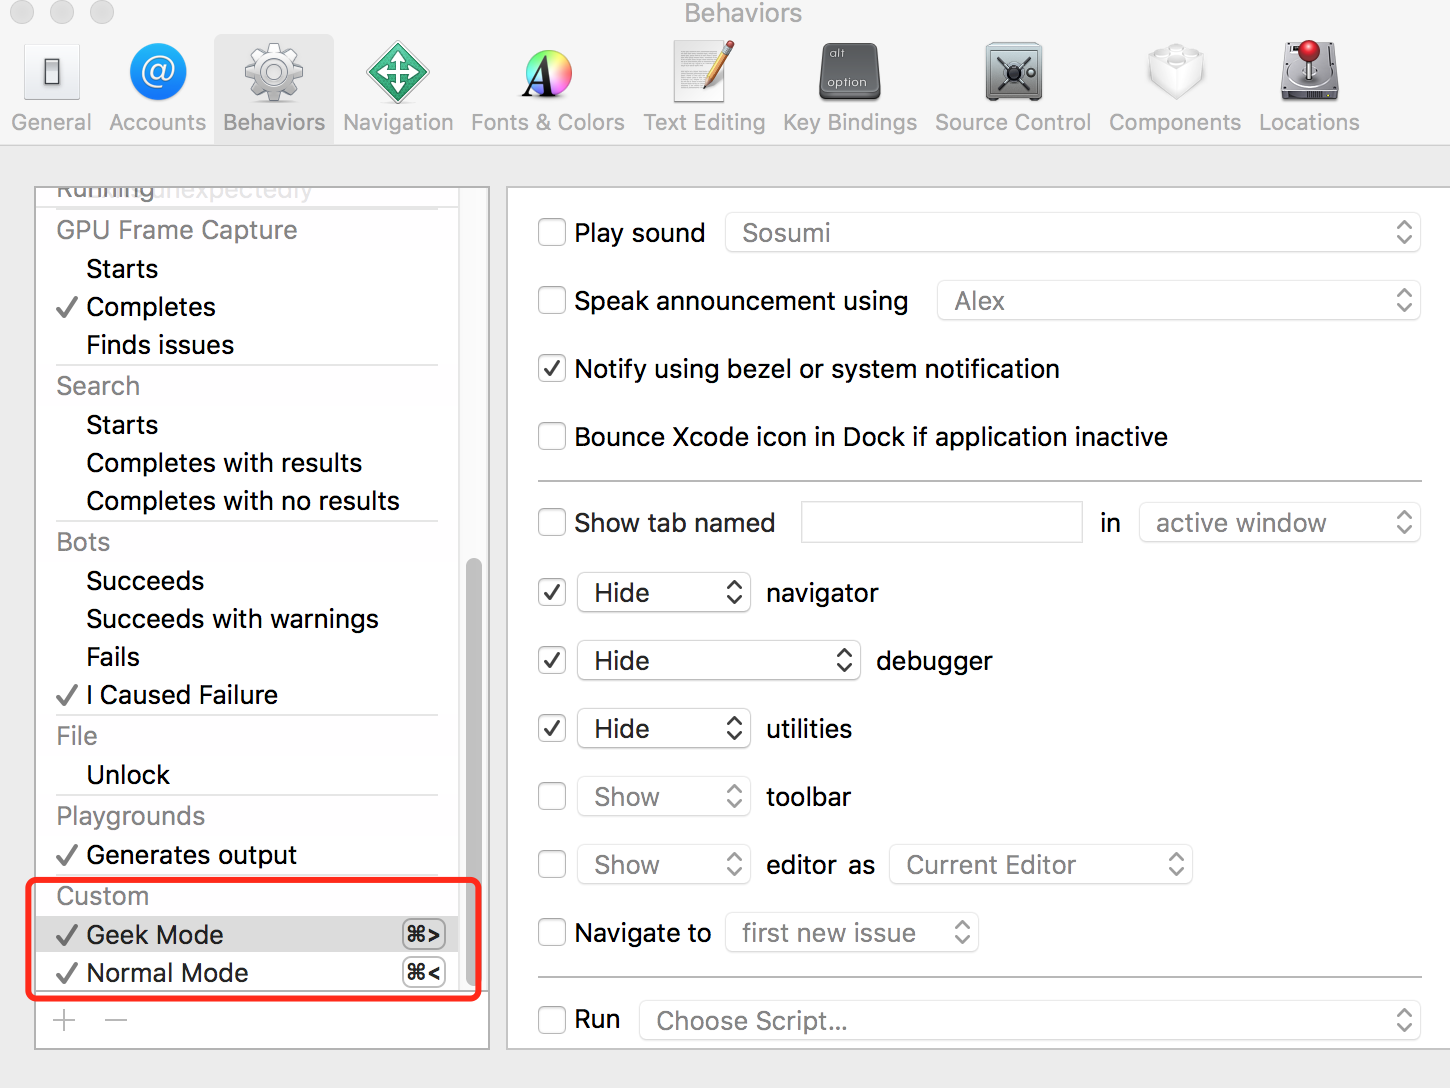 Behaviors
General Accounts Behaviors Navigation Fonts & Colors Text Editing Key Bindings Source Control Components Locations
alt
option
Running
unexpectedly
GPU Frame Capture
Starts
Completes
Finds issues
Search
Starts
Completes with results
Completes with no results
Bots
Succeeds
Succeeds with warnings
Fails
I Caused Failure
File
Unlock
Playgrounds
Generates output
Custom
Geek Mode ⌘>
Normal Mode ⌘<
Play sound Sosumi
Speak announcement using Alex
Notify using bezel or system notification
Bounce Xcode icon in Dock if application inactive
Show tab named in active window
Hide navigator
Hide debugger
Hide utilities
Show toolbar
Show editor as Current Editor
Navigate to first new issue
Run Choose Script...